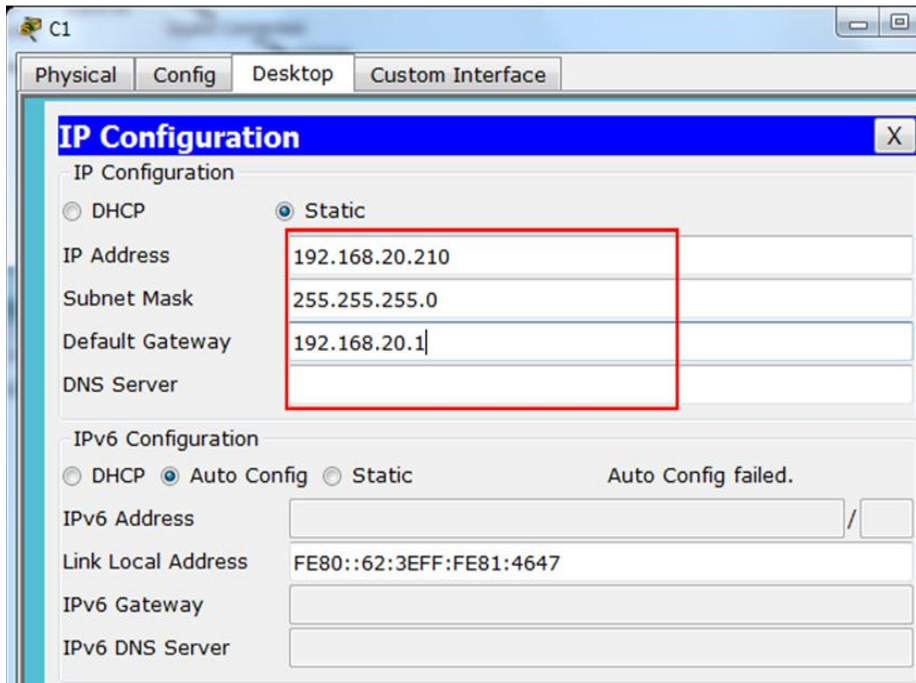 C1
Physical Config Desktop Custom Interface
IP Configuration X
IP Configuration
DHCP Static
IP Address 192.168.20.210
Subnet Mask 255.255.255.0
Default Gateway 192.168.20.1
DNS Server
IPv6 Configuration
DHCP Auto Config Static Auto Config failed.
IPv6 Address /
Link Local Address FE80::62:3EFF:FE81:4647
IPv6 Gateway
IPv6 DNS Server